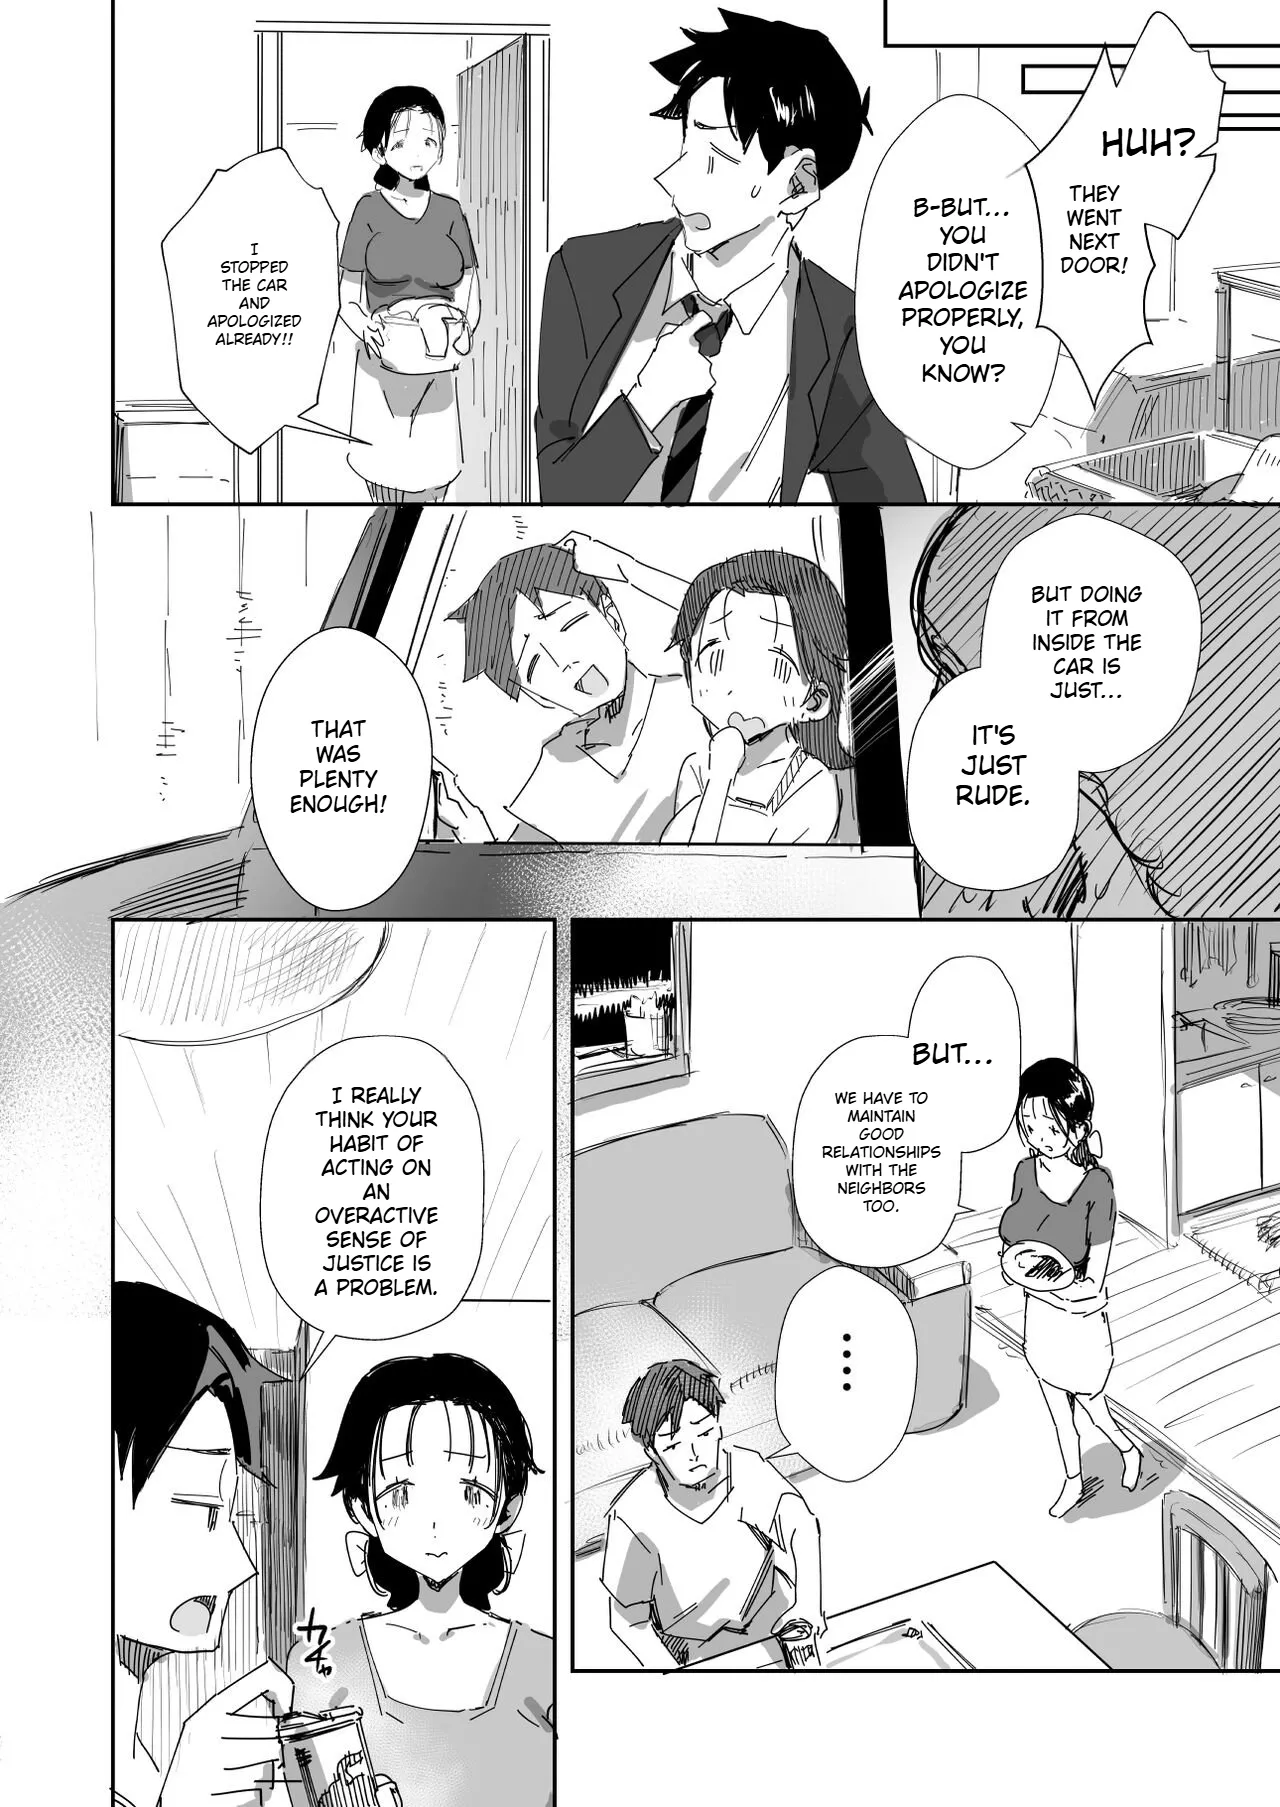 HUH?
THEY
WENT
NEXT
DOOR!
B-BUT...
YOU
DIDN'T
APOLOGIZE
PROPERLY,
YOU
KNOW?
I
STOPPED
THE CAR
AND
APOLOGIZED
ALREADY!!
BUT DOING
IT FROM
INSIDE THE
CAR IS
JUST...
IT'S
JUST
RUDE.
THAT
WAS
PLENTY
ENOUGH!
BUT...
WE HAVE TO
MAINTAIN
GOOD
RELATIONSHIPS
WITH THE
NEIGHBORS
TOO.
....
I REALLY
THINK YOUR
HABIT OF
ACTING ON
AN
OVERACTIVE
SENSE OF
JUSTICE IS
A PROBLEM.
カチャ